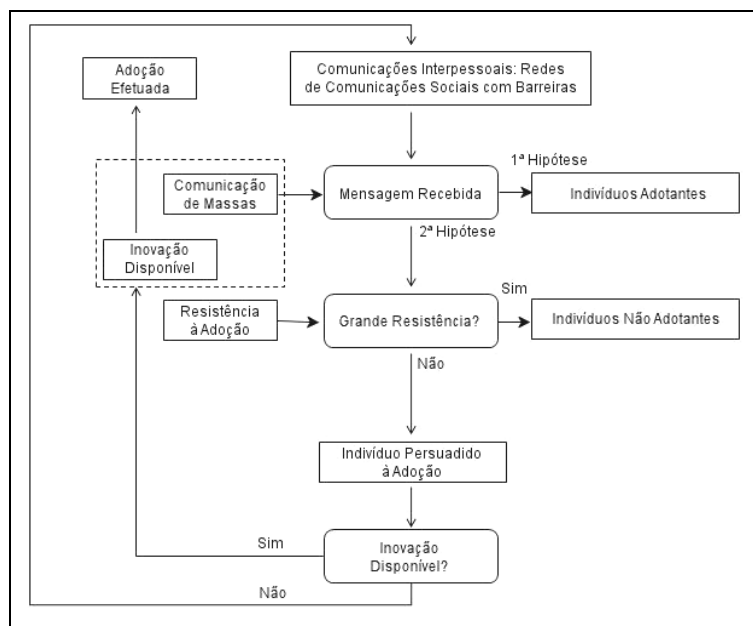 Adoção
Efetuada
Comunicações Interpessoais: Redes
de Comunicações Sociais com Barreiras
1ª Hipótese
Comunicação
de Massas
Mensagem Recebida
Indivíduos Adotantes
2ª Hipótese
Inovação
Disponível
Sim
Resistência
à Adoção
Grande Resistência?
Indivíduos Não Adotantes
Não
Indivíduo Persuadido
à Adoção
Sim
Inovação
Disponível?
Não